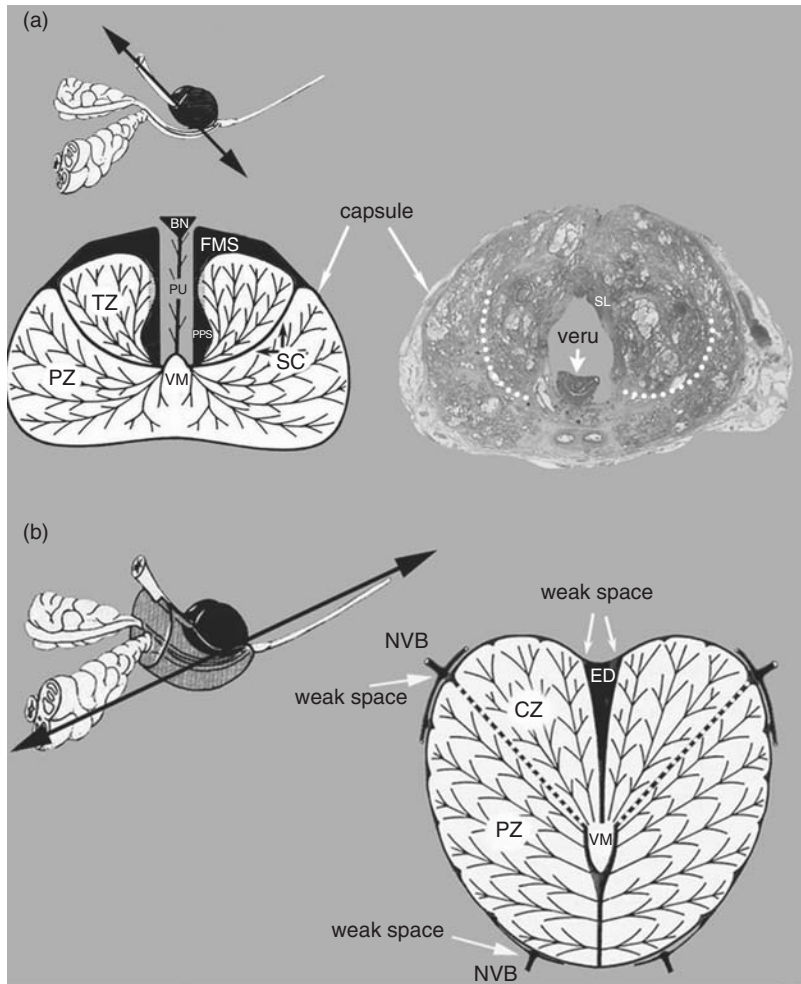 (a)
BN
FMS
capsule
TZ
PU
SL
PPS
veru
SC
PZ
VM
(b)
weak space
NVB
weak space
ED
CZ
PZ
VM
weak space
NVB